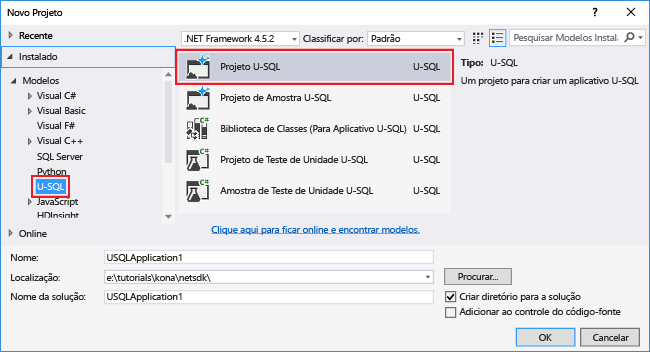 Novo Projeto
? ×
Recente
.NET Framework 4.5.2
Classificar por: Padrão
Pesquisar Modelos Instala
Instalado
Modelos
Visual C#
Visual Basic
Visual F#
Visual C++
SQL Server
Python
U-SQL
JavaScript
HDInsight
Online
Projeto U-SQL U-SQL
Projeto de Amostra U-SQL U-SQL
Biblioteca de Classes (Para Aplicativo U-SQL) U-SQL
Projeto de Teste de Unidade U-SQL U-SQL
Amostra de Teste de Unidade U-SQL U-SQL
Clique aqui para ficar online e encontrar modelos.
Tipo: U-SQL
Um projeto para criar um aplicativo U-SQL
Nome: USQLApplication1
Localização: e:\tutorials\kona\netsdk\ Procurar...
Nome da solução: USQLApplication1
Criar diretório para a solução
Adicionar ao controle do código-fonte
OK Cancelar